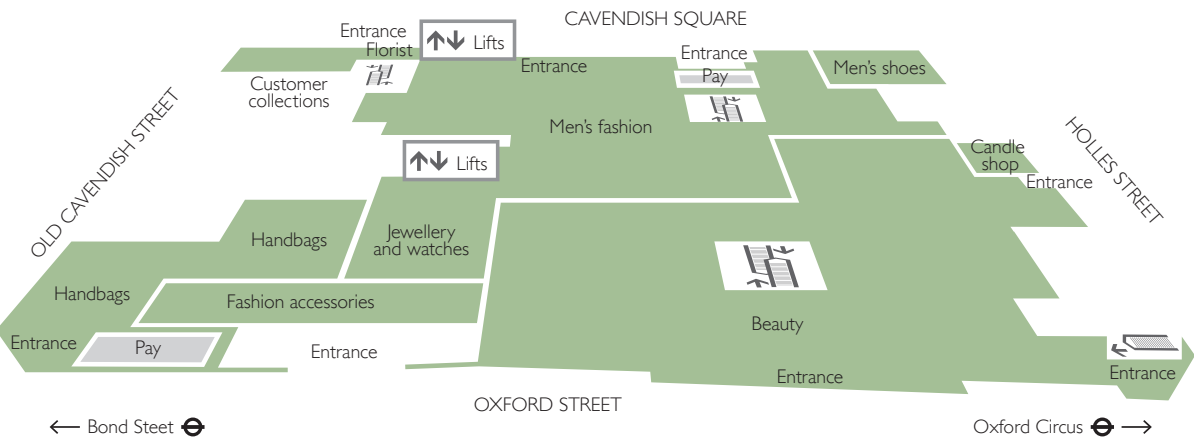 CAVENDISH SQUARE
Entrance
Florist
Lifts
Entrance
Entrance
Pay
Men's shoes
Customer
collections
Men's fashion
OLD CAVENDISH STREET
HOLLES STREET
Lifts
Candle
shop
Entrance
Handbags
Jewellery
and watches
Handbags
Fashion accessories
Beauty
Entrance
Pay
Entrance
Entrance
Entrance
OXFORD STREET
Bond Steet
Oxford Circus